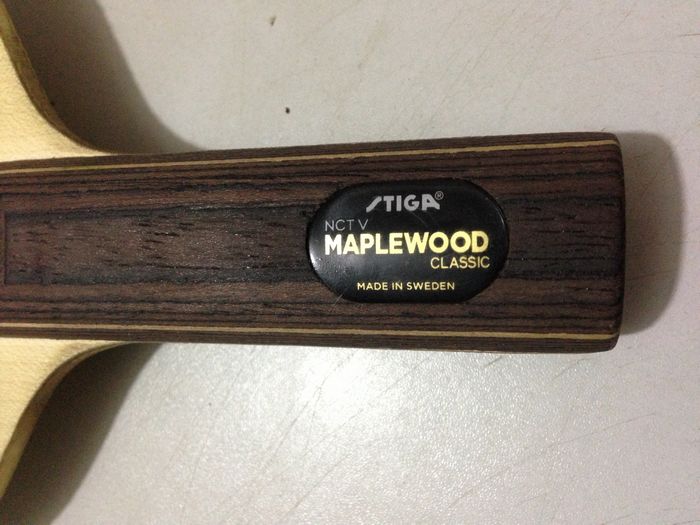 STIGA®
NCT V
MAPLEWOOD
CLASSIC
MADE IN SWEDEN